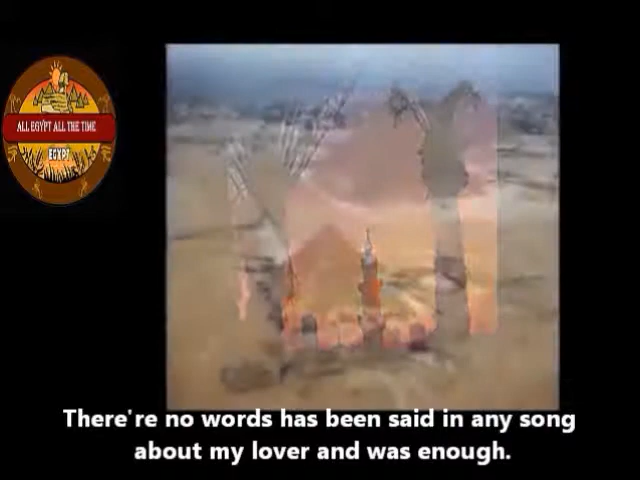 ALL EGYPT ALL THE TIME
EGYPT
There're no words has been said in any song
about my lover and was enough.